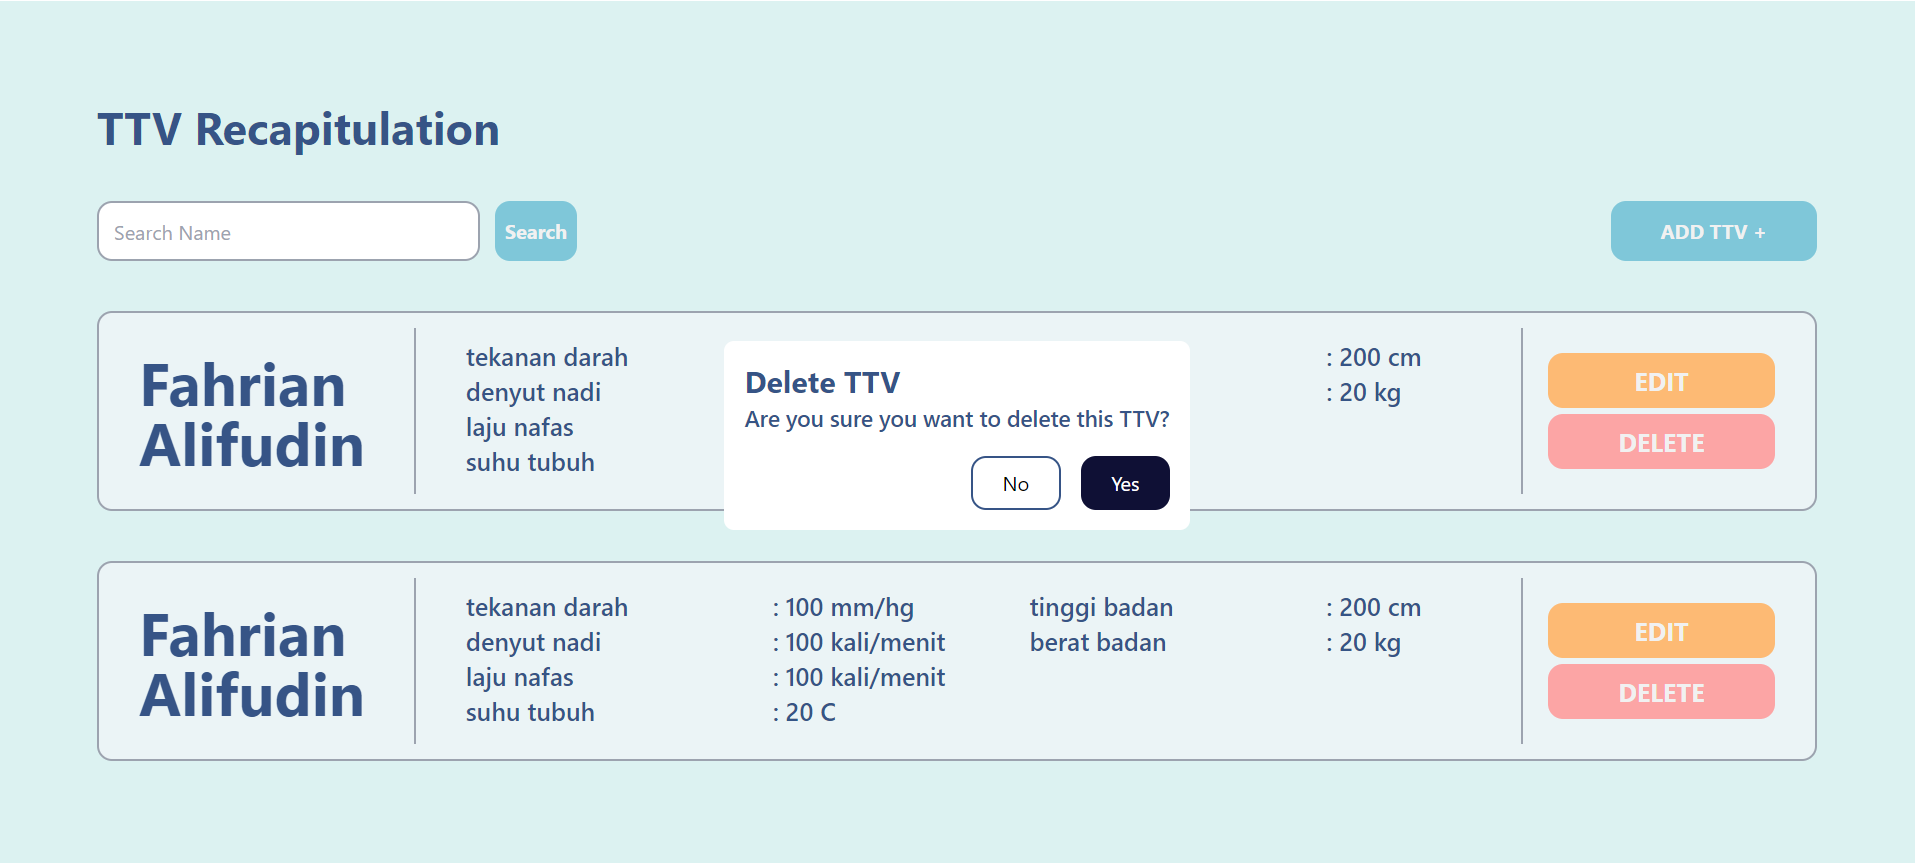 TTV Recapitulation
Search Name
Search
ADD TTV +
Fahrian
Alifudin
tekanan darah
denyut nadi
laju nafas
suhu tubuh
: 200 cm
: 20 kg
EDIT
DELETE
Delete TTV
Are you sure you want to delete this TTV?
No
Yes
Fahrian
Alifudin
tekanan darah : 100 mm/hg tinggi badan : 200 cm
denyut nadi : 100 kali/menit berat badan : 20 kg
laju nafas : 100 kali/menit
suhu tubuh : 20 C
EDIT
DELETE